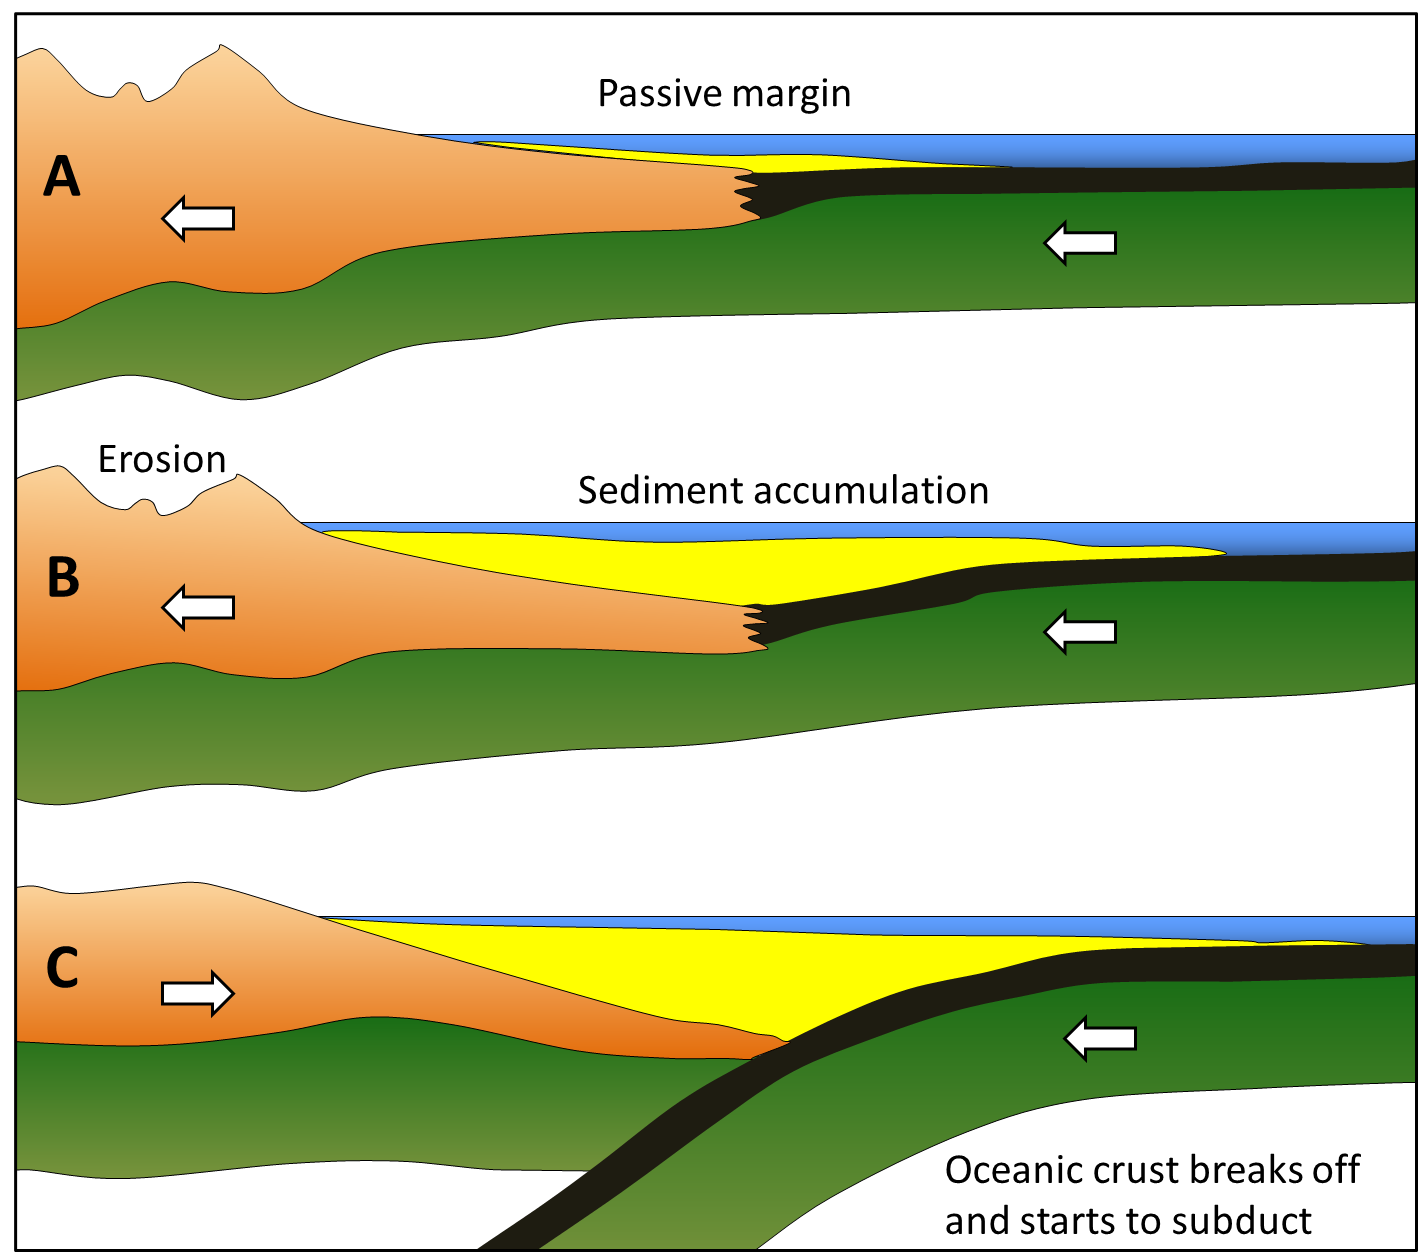 Passive margin
A
Erosion
Sediment accumulation
B
C
Oceanic crust breaks off
and starts to subduct